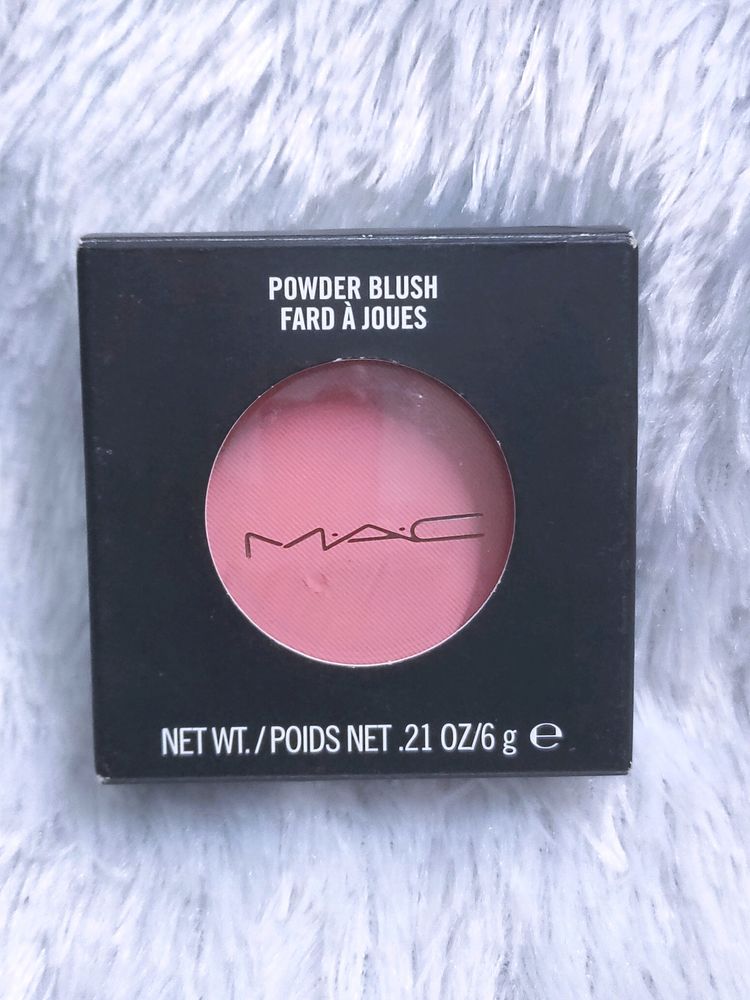 POWDER BLUSH
FARD À JOUES
M·A·C
NET WT. / POIDS NET .21 OZ/6 g ℮